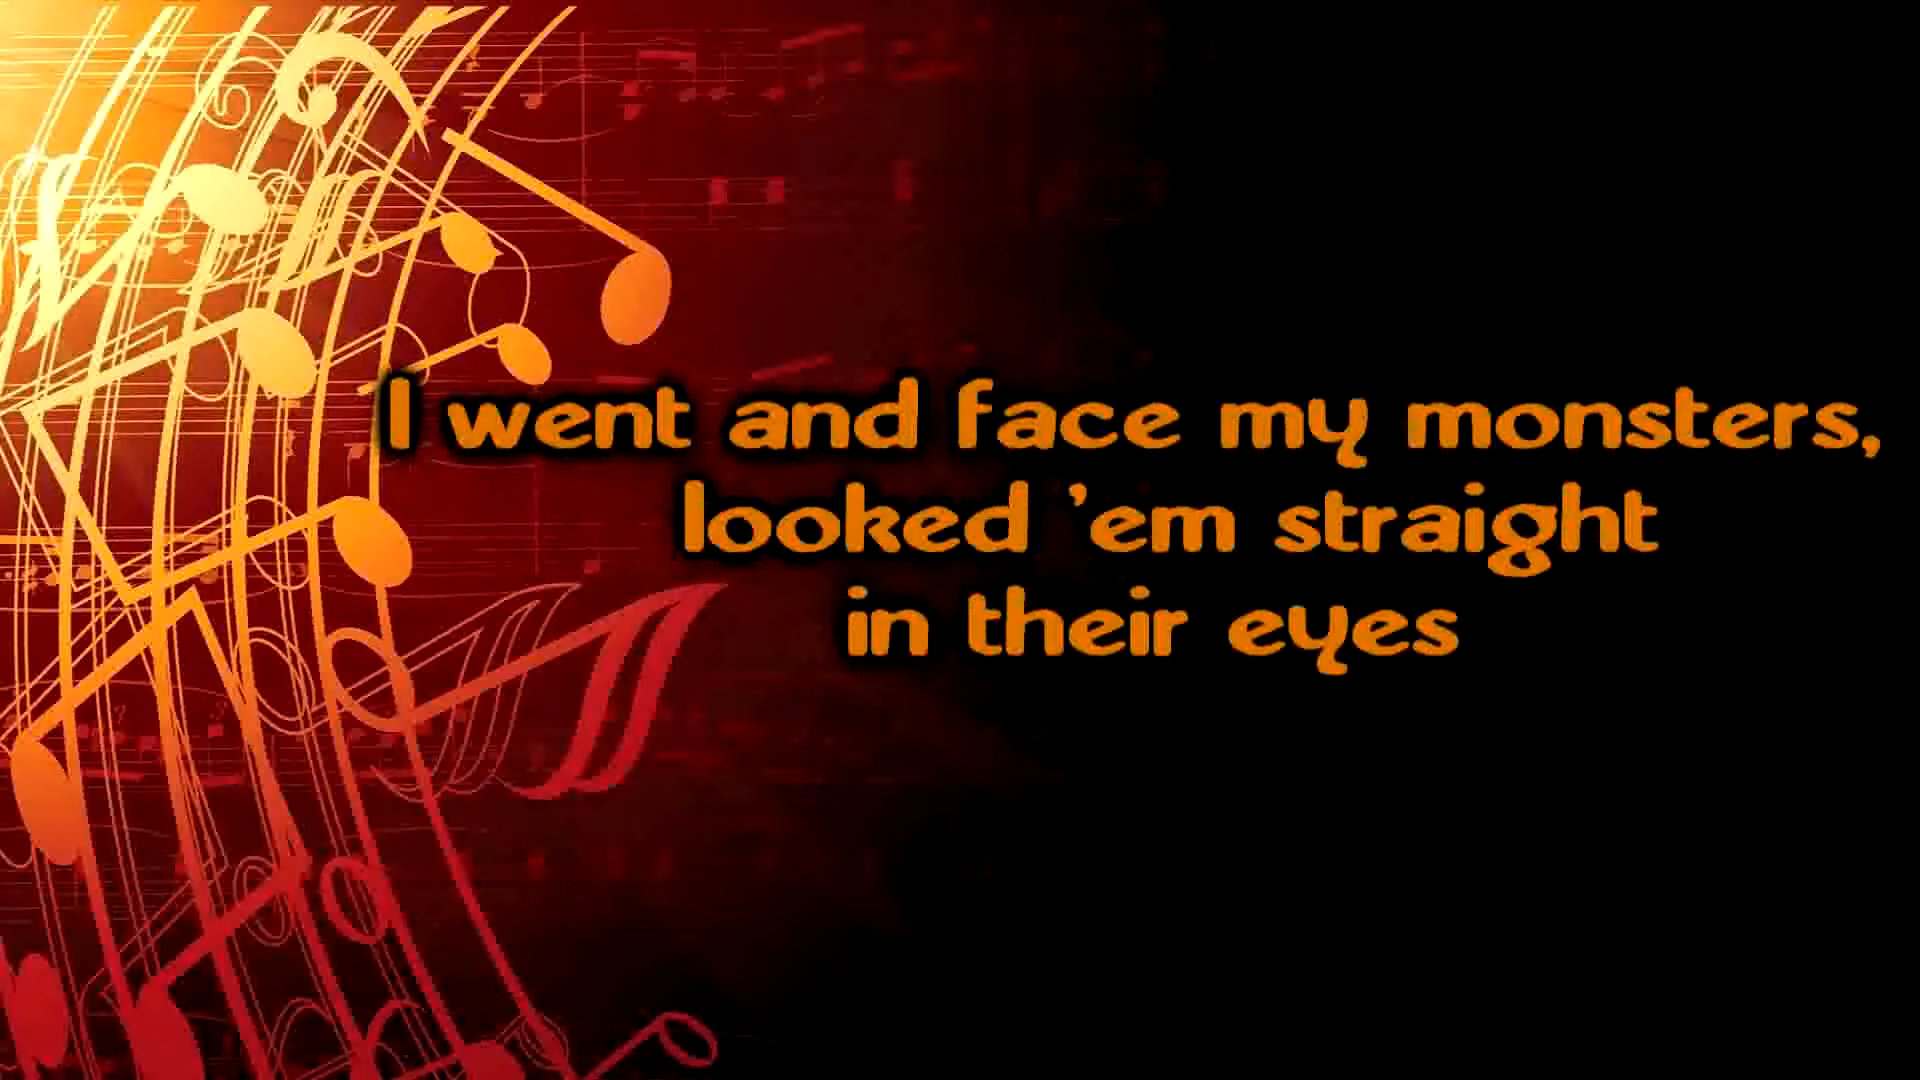 I went and face my monsters,
looked 'em straight
in their eyes